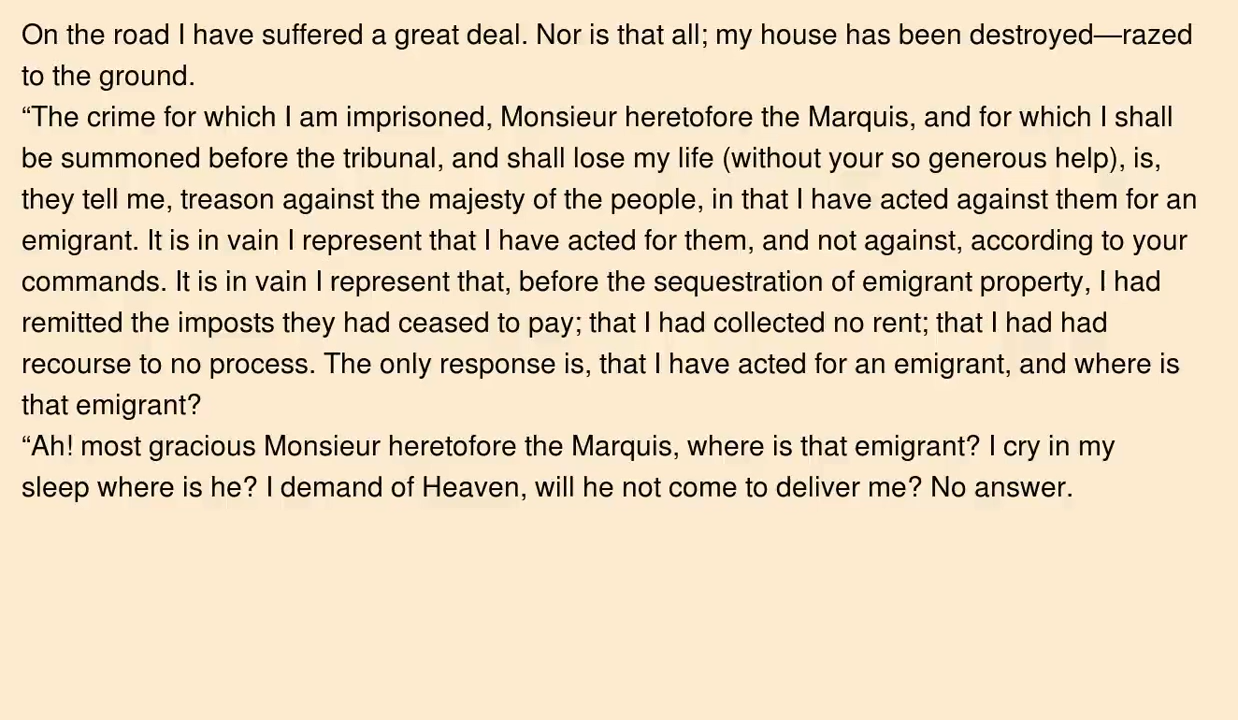 On the road I have suffered a great deal. Nor is that all; my house has been destroyed—razed
to the ground.
“The crime for which I am imprisoned, Monsieur heretofore the Marquis, and for which I shall
be summoned before the tribunal, and shall lose my life (without your so generous help), is,
they tell me, treason against the majesty of the people, in that I have acted against them for an
emigrant. It is in vain I represent that I have acted for them, and not against, according to your
commands. It is in vain I represent that, before the sequestration of emigrant property, I had
remitted the imposts they had ceased to pay; that I had collected no rent; that I had had
recourse to no process. The only response is, that I have acted for an emigrant, and where is
that emigrant?
“Ah! most gracious Monsieur heretofore the Marquis, where is that emigrant? I cry in my
sleep where is he? I demand of Heaven, will he not come to deliver me? No answer.